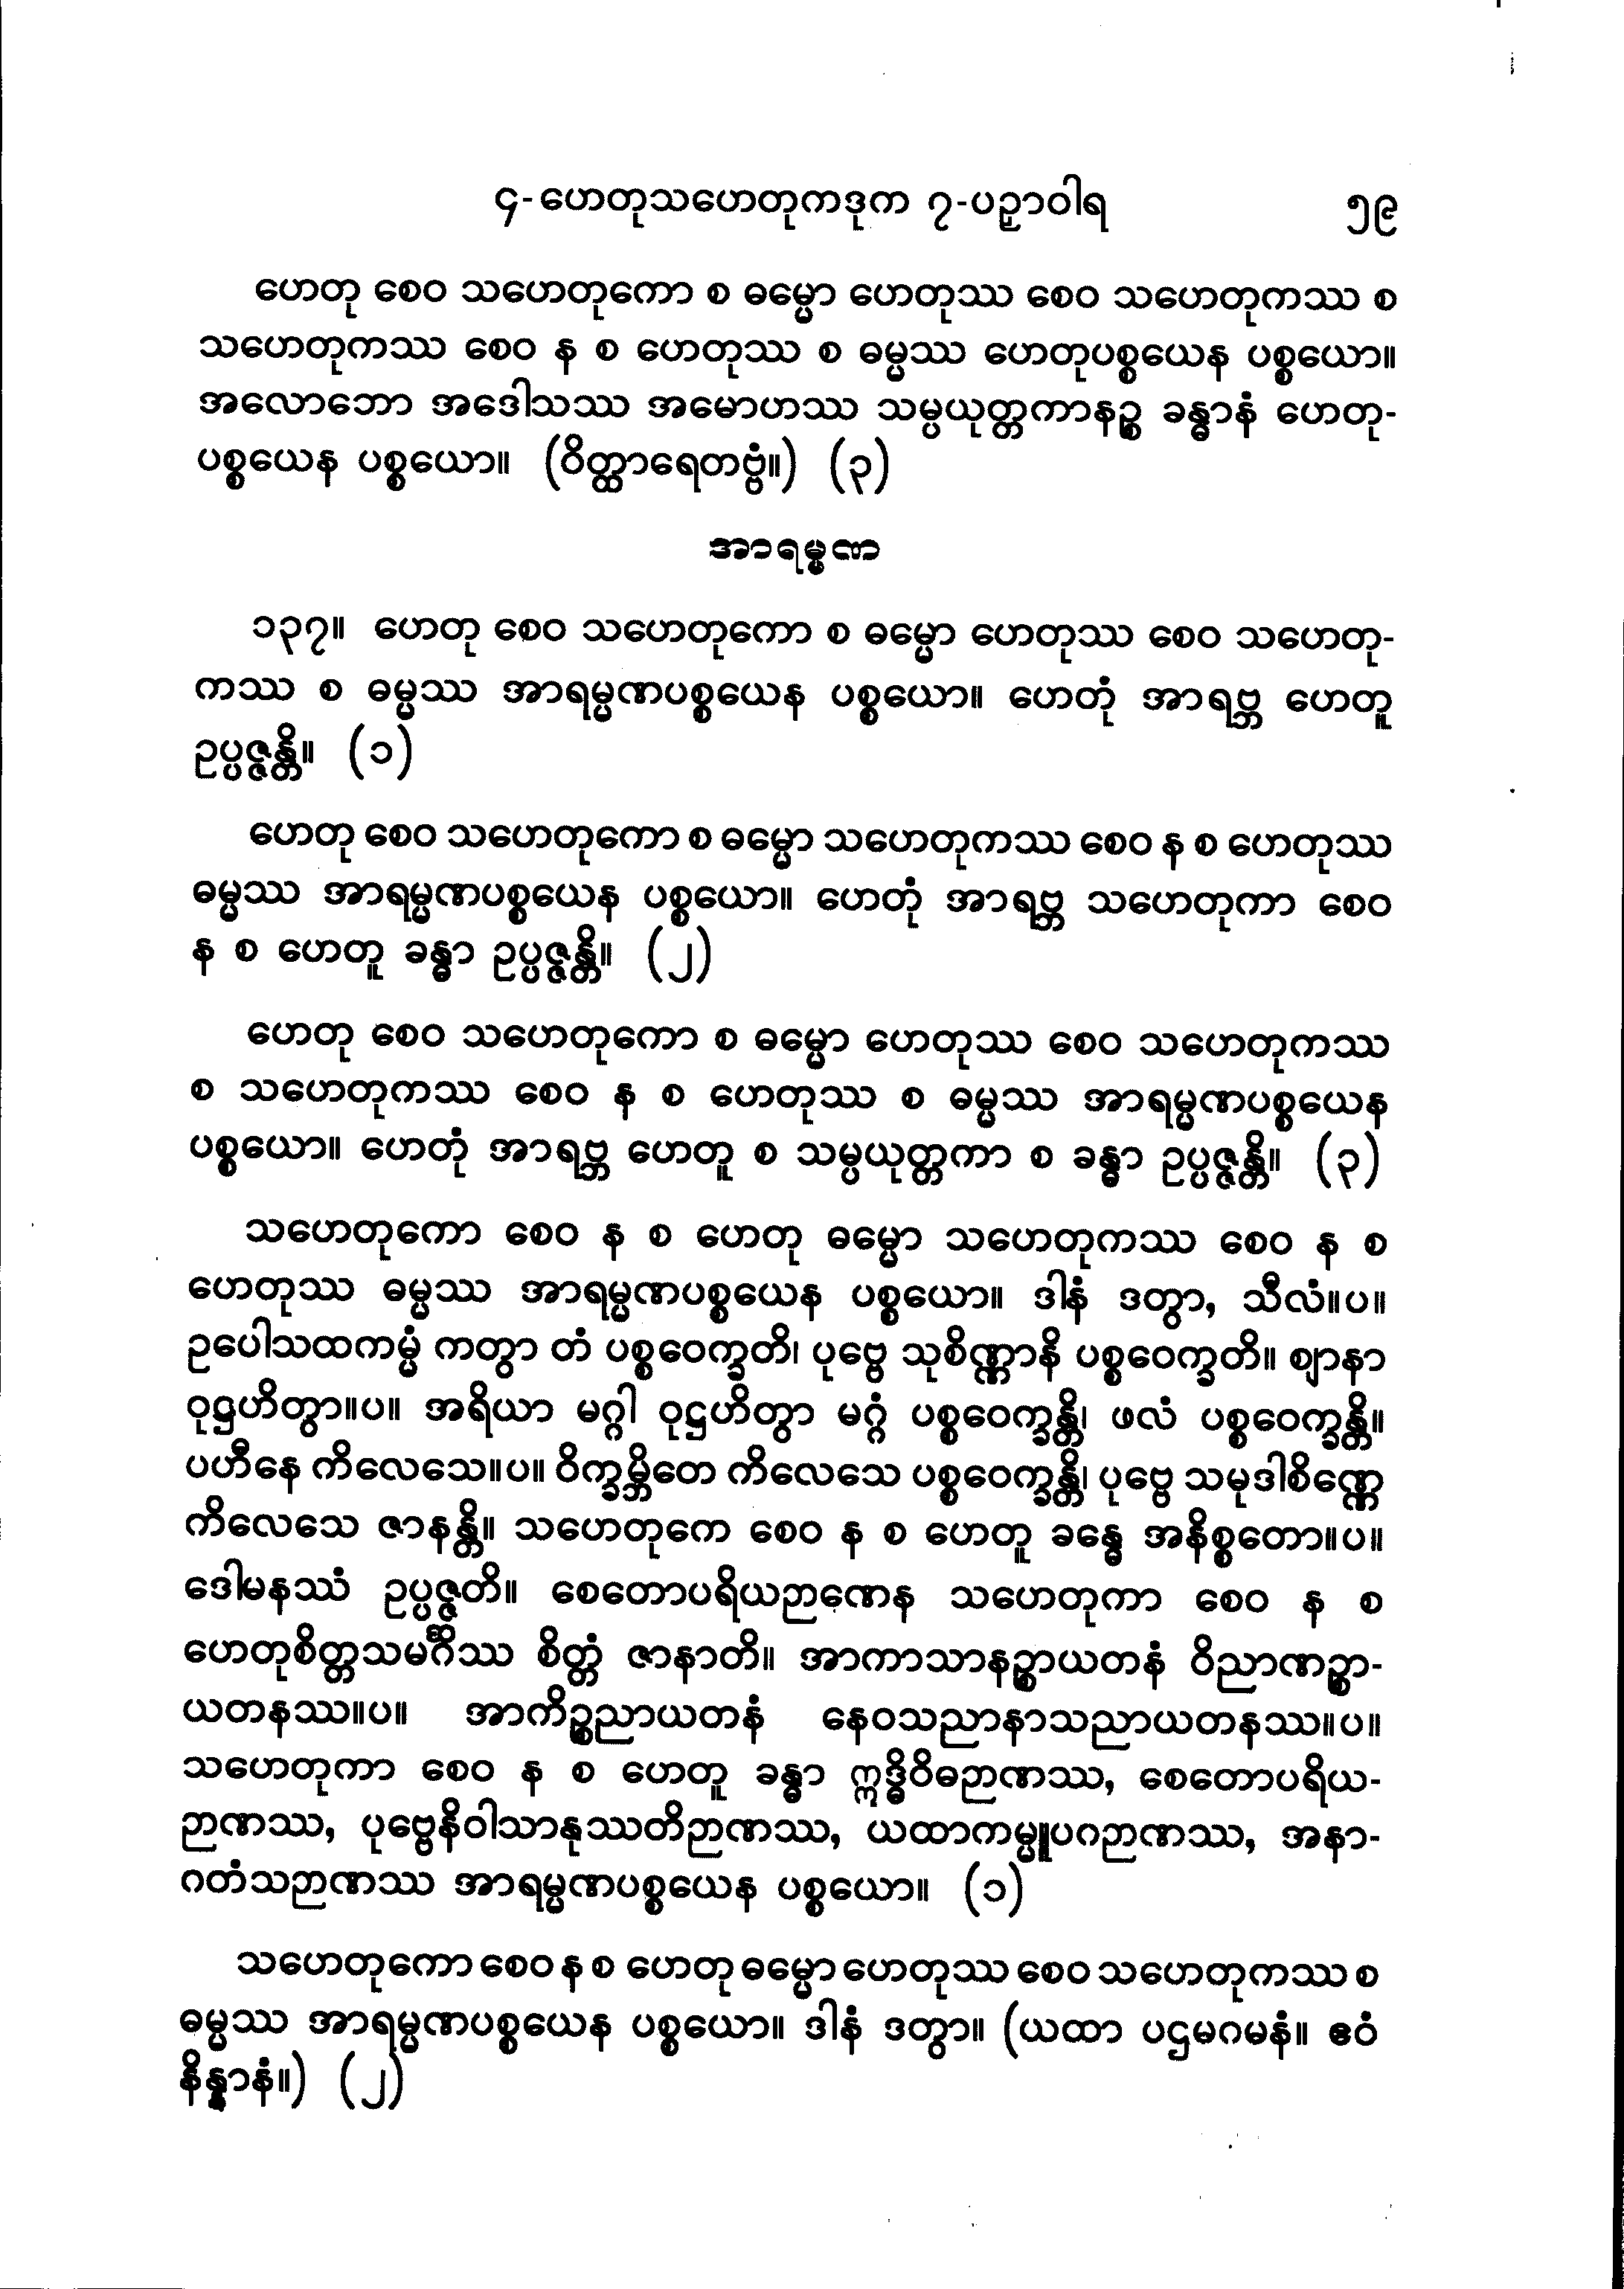 ၄-ဟေတုသဟေတုကဒုက ၇-ပဉှာဝါရ ၅၉
ဟေတု စေဝ သဟေတုကော စ ဓမ္မော ဟေတုဿ စေဝ သဟေတုကဿ စ
သဟေတုကဿ စေဝ န စ ဟေတုဿ စ ဓမ္မဿ ဟေတုပစ္စယေန ပစ္စယော။
အလောဘော အဒေါသဿ အမောဟဿ သမ္ပယုတ္တကာနဉ္စ ခန္ဓာနံ ဟေတု-
ပစ္စယေန ပစ္စယော။ (ဝိတ္ထာရေတဗ္ဗံ။) (၃)
အာရမ္မဏ
၁၃၇။ ဟေတု စေဝ သဟေတုကော စ ဓမ္မော ဟေတုဿ စေဝ သဟေတု-
ကဿ စ ဓမ္မဿ အာရမ္မဏပစ္စယေန ပစ္စယော။ ဟေတုံ အာရဗ္ဘ ဟေတူ
ဥပ္ပဇ္ဇန္တိ။ (၁)
ဟေတု စေဝ သဟေတုကော စ ဓမ္မော သဟေတုကဿ စေဝ န စ ဟေတုဿ
ဓမ္မဿ အာရမ္မဏပစ္စယေန ပစ္စယော။ ဟေတုံ အာရဗ္ဘ သဟေတုကာ စေဝ
န စ ဟေတူ ခန္ဓာ ဥပ္ပဇ္ဇန္တိ။ (၂)
ဟေတု စေဝ သဟေတုကော စ ဓမ္မော ဟေတုဿ စေဝ သဟေတုကဿ
စ သဟေတုကဿ စေဝ န စ ဟေတုဿ စ ဓမ္မဿ အာရမ္မဏပစ္စယေန
ပစ္စယော။ ဟေတုံ အာရဗ္ဘ ဟေတူ စ သမ္ပယုတ္တကာ စ ခန္ဓာ ဥပ္ပဇ္ဇန္တိ။ (၃)
သဟေတုကော စေဝ န စ ဟေတု ဓမ္မော သဟေတုကဿ စေဝ န စ
ဟေတုဿ ဓမ္မဿ အာရမ္မဏပစ္စယေန ပစ္စယော။ ဒါနံ ဒတွာ, သီလံ။ပ။
ဥပေါသထကမ္မံ ကတွာ တံ ပစ္စဝေက္ခတိ၊ ပုဗ္ဗေ သုစိဏ္ဏာနိ ပစ္စဝေက္ခတိ။ ဈာနာ
ဝုဋ္ဌဟိတွာ။ပ။ အရိယာ မဂ္ဂါ ဝုဋ္ဌဟိတွာ မဂ္ဂံ ပစ္စဝေက္ခန္တိ၊ ဖလံ ပစ္စဝေက္ခန္တိ။
ပဟီနေ ကိလေသေ။ပ။ ဝိက္ခမ္ဘိတေ ကိလေသေ ပစ္စဝေက္ခန္တိ၊ ပုဗ္ဗေ သမုဒါစိဏ္ဏေ
ကိလေသေ ဇာနန္တိ။ သဟေတုကေ စေဝ န စ ဟေတူ ခန္ဓေ အနိစ္စတော။ပ။
ဒေါမနဿံ ဥပ္ပဇ္ဇတိ။ စေတောပရိယဉာဏေန သဟေတုကာ စေဝ န စ
ဟေတုစိတ္တသမင်္ဂိဿ စိတ္တံ ဇာနာတိ။ အာကာသာနဉ္စာယတနံ ဝိညာဏဉ္စာ-
ယတနဿ။ပ။ အာကိဉ္စညာယတနံ နေဝသညာနာသညာယတနဿ။ပ။
သဟေတုကာ စေဝ န စ ဟေတူ ခန္ဓာ ဣဒ္ဓိဝိဓဉာဏဿ, စေတောပရိယ-
ဉာဏဿ, ပုဗ္ဗေနိဝါသာနုဿတိဉာဏဿ, ယထာကမ္မူပဂဉာဏဿ, အနာ-
ဂတံသဉာဏဿ အာရမ္မဏပစ္စယေန ပစ္စယော။ (၁)
သဟေတုကော စေဝ န စ ဟေတု ဓမ္မော ဟေတုဿ စေဝ သဟေတုကဿ စ
ဓမ္မဿ အာရမ္မဏပစ္စယေန ပစ္စယော။ ဒါနံ ဒတွာ။ (ယထာ ပဌမဂမနံ။ ဧဝံ
နိန္နာနံ။) (၂)